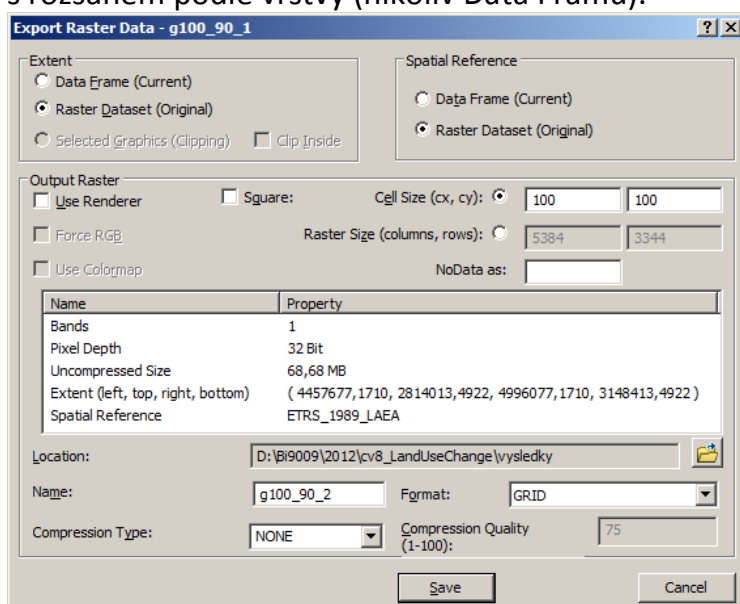 s rozsahem podle vrstvy (nikoliv Data Framu):
Export Raster Data - g100_90_1
Extent
Data Frame (Current)
Raster Dataset (Original)
Selected Graphics (Clipping)
Clip Inside
Spatial Reference
Data Frame (Current)
Raster Dataset (Original)
Output Raster
Use Renderer
Square:
Cell Size (cx, cy):
100
100
Force RGB
Raster Size (columns, rows):
5384
3344
Use Colormap
NoData as:
Name
Property
Bands
1
Pixel Depth
32 Bit
Uncompressed Size
68,68 MB
Extent (left, top, right, bottom)
( 4457677,1710, 2814013,4922, 4996077,1710, 3148413,4922 )
Spatial Reference
ETRS_1989_LAEA
Location:
D:\Bi9009\2012\cv8_LandUseChange\vysledky
Name:
g100_90_2
Format:
GRID
Compression Type:
NONE
Compression Quality
(1-100):
75
Save
Cancel